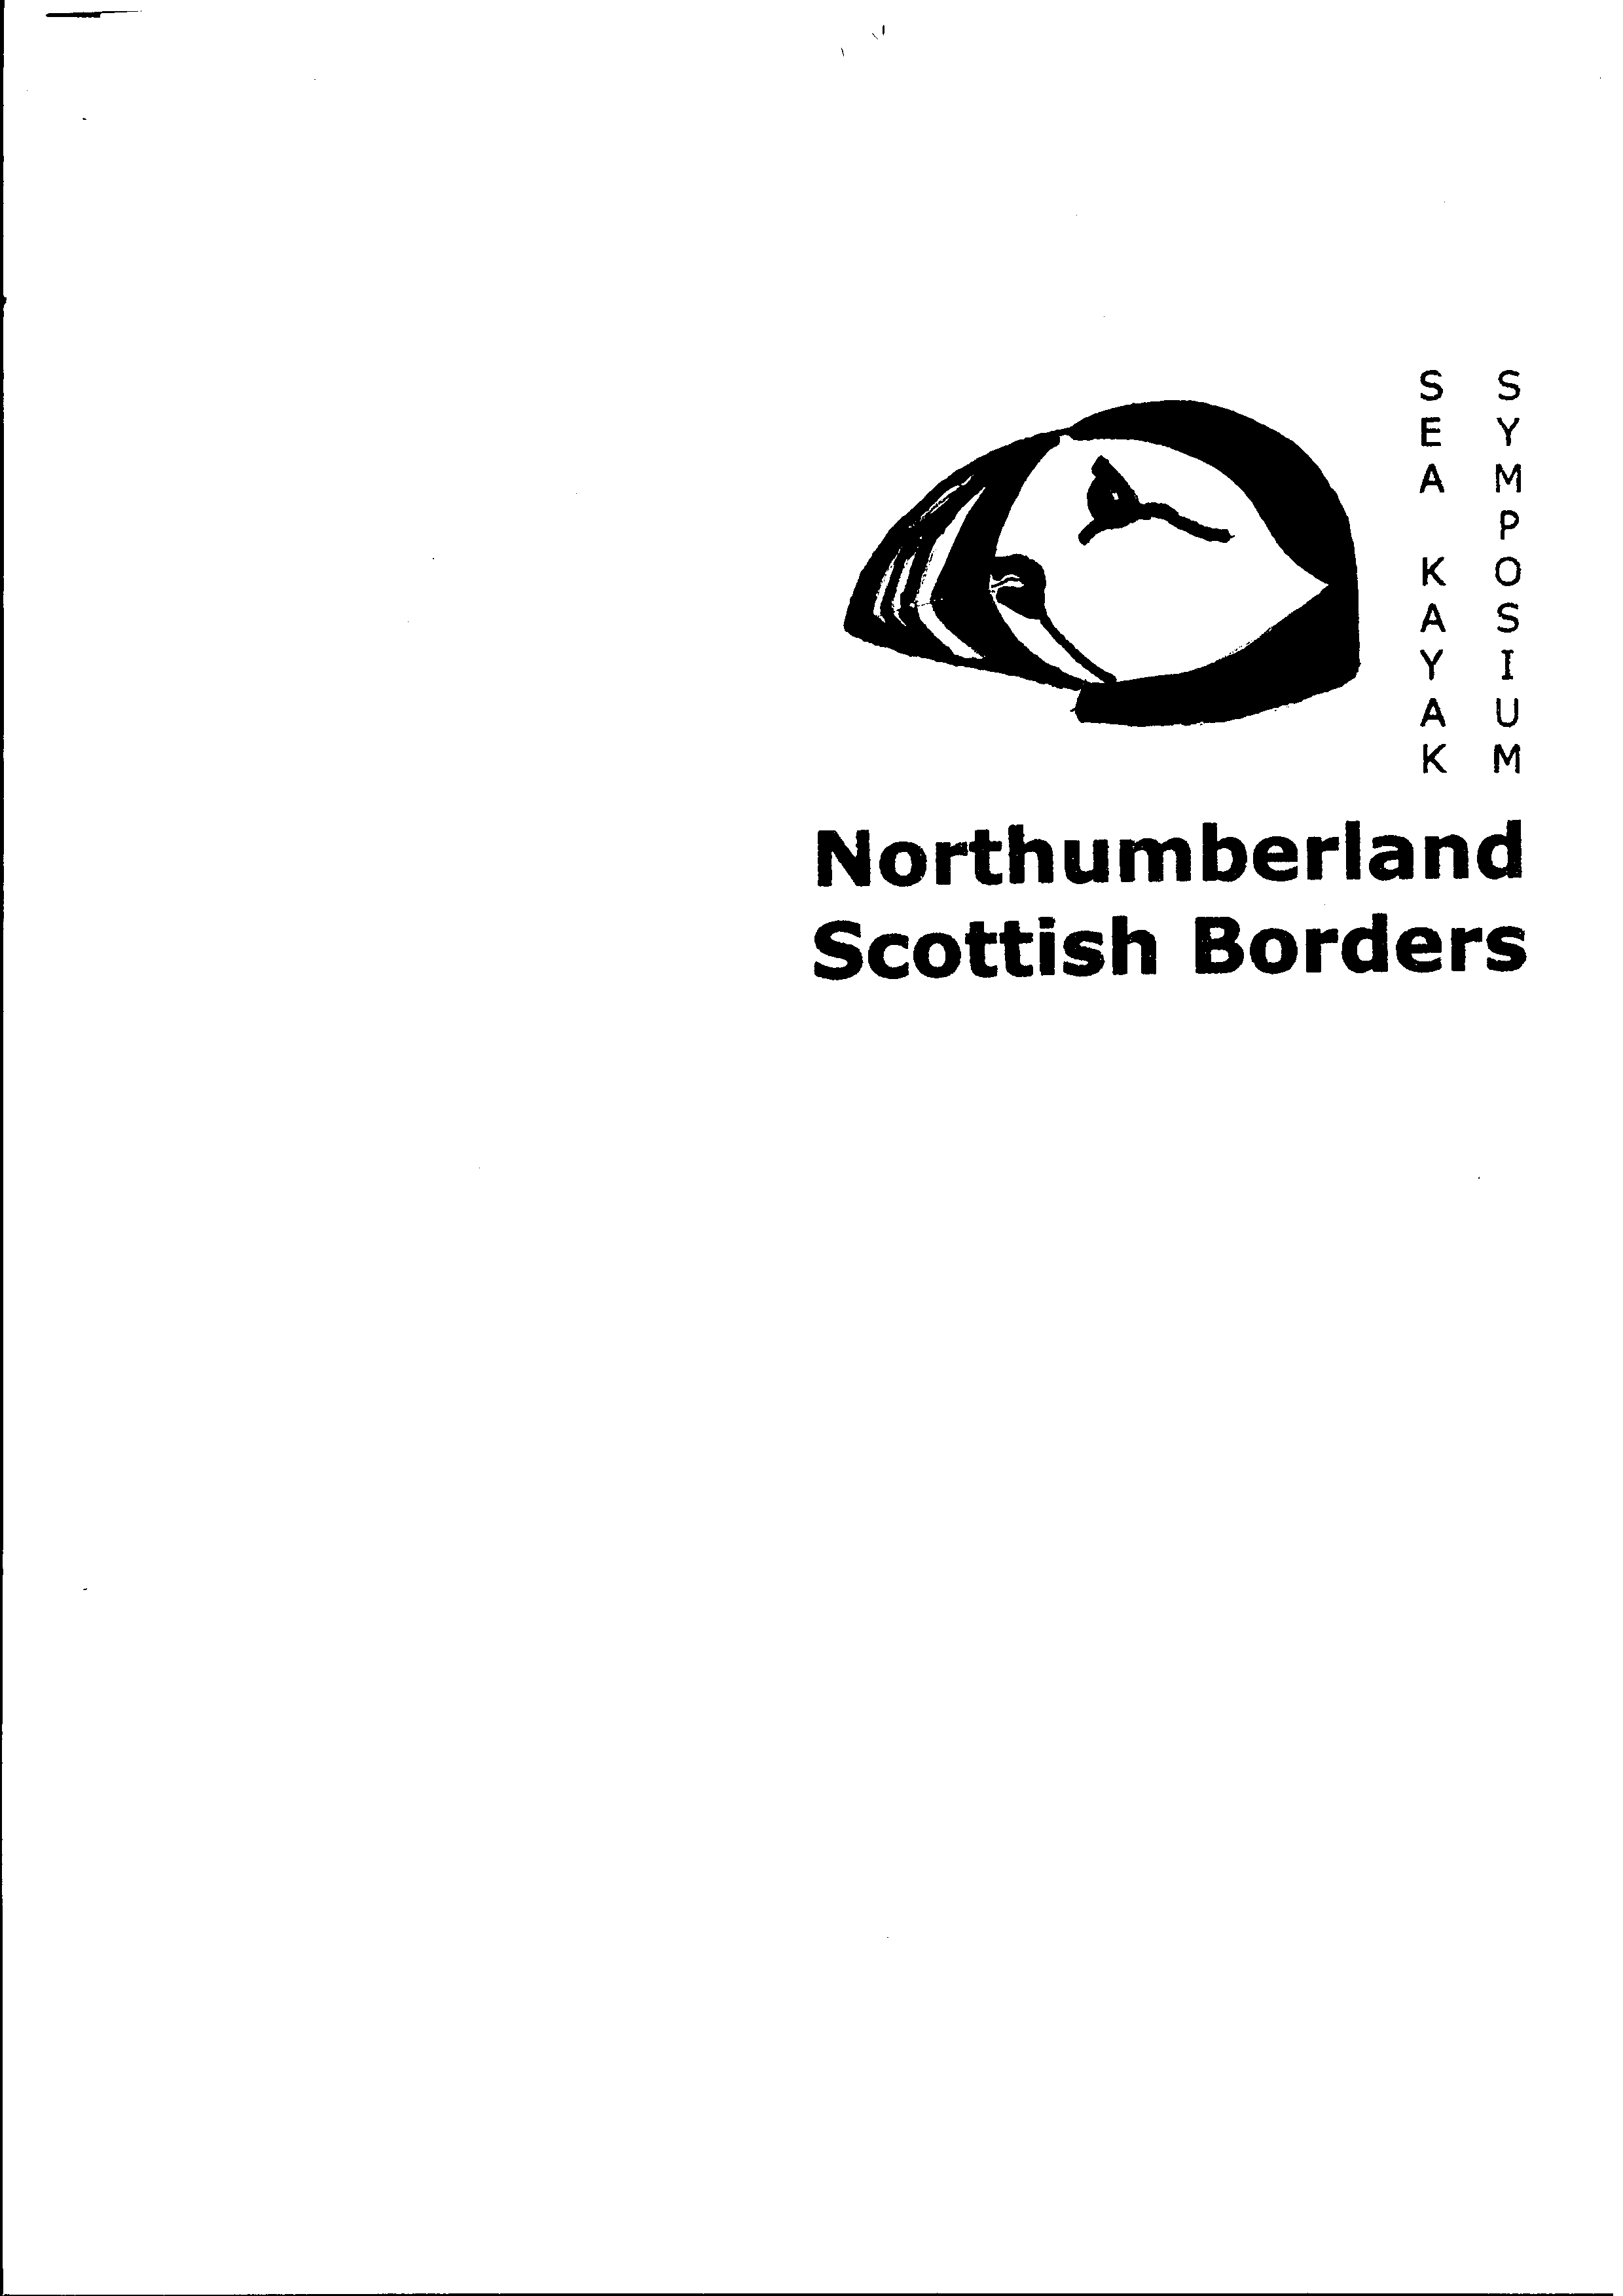 SEA KAYAK
SYMPOSIUM
Northumberland
Scottish Borders